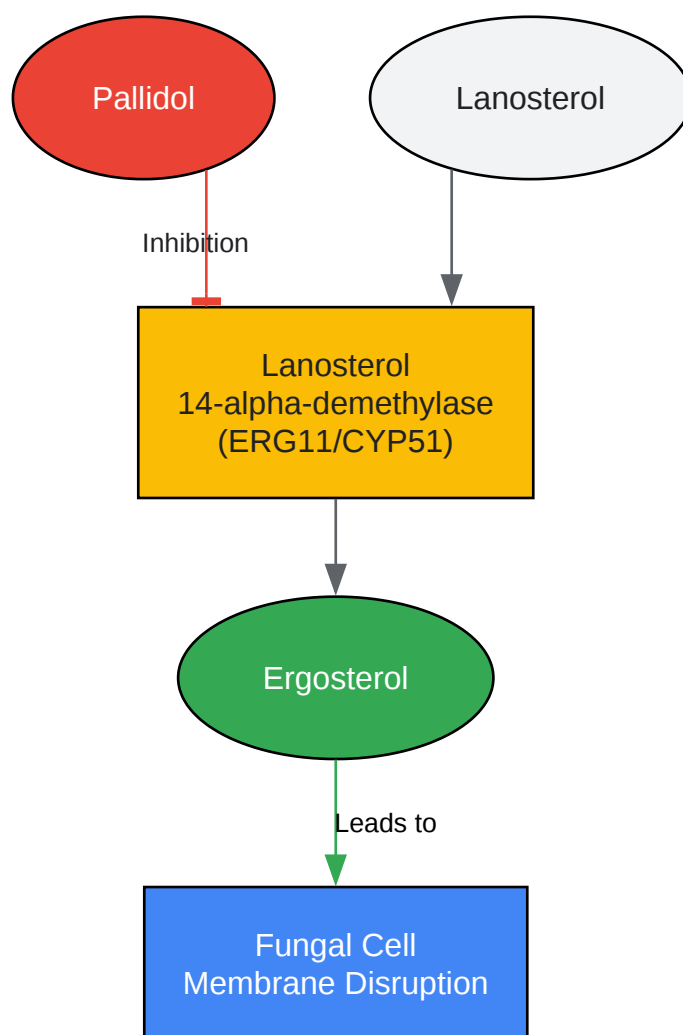 Pallidol
Lanosterol
Inhibition
Lanosterol
14-alpha-demethylase
(ERG11/CYP51)
Ergosterol
Leads to
Fungal Cell
Membrane Disruption